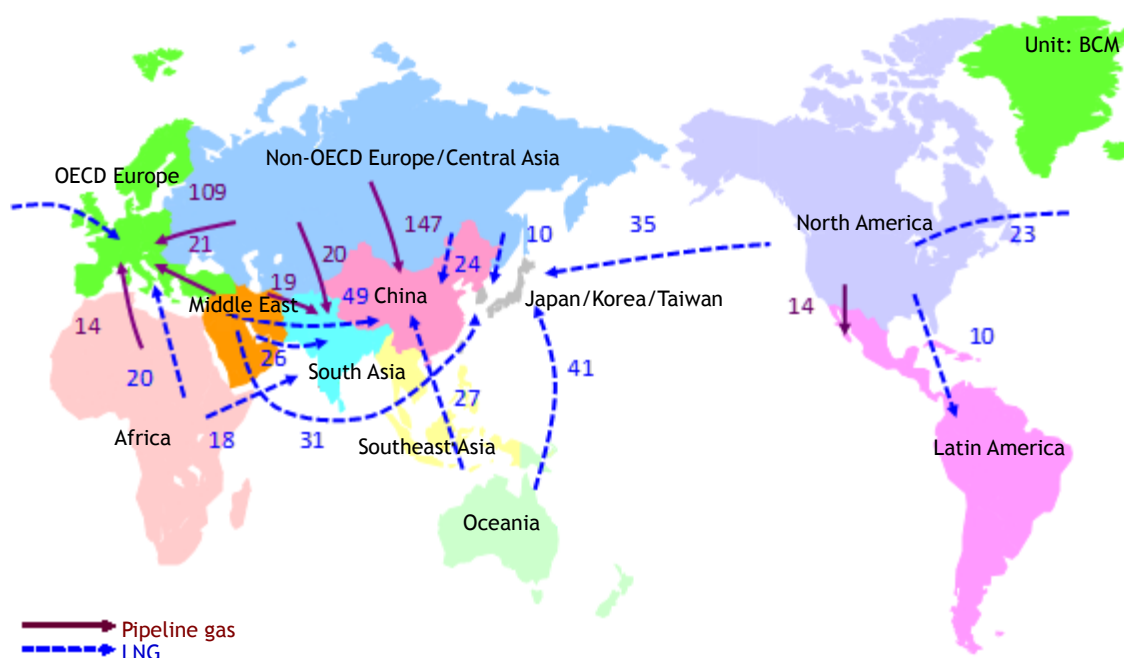 Unit: BCM
Non-OECD Europe/Central Asia
OECD Europe
109
147
10
35
North America
23
21
20
24
19
49
China
Japan/Korea/Taiwan
Middle East
14
14
26
South Asia
10
20
41
27
Africa
18
31
Southeast Asia
Latin America
Oceania
Pipeline gas
LNG